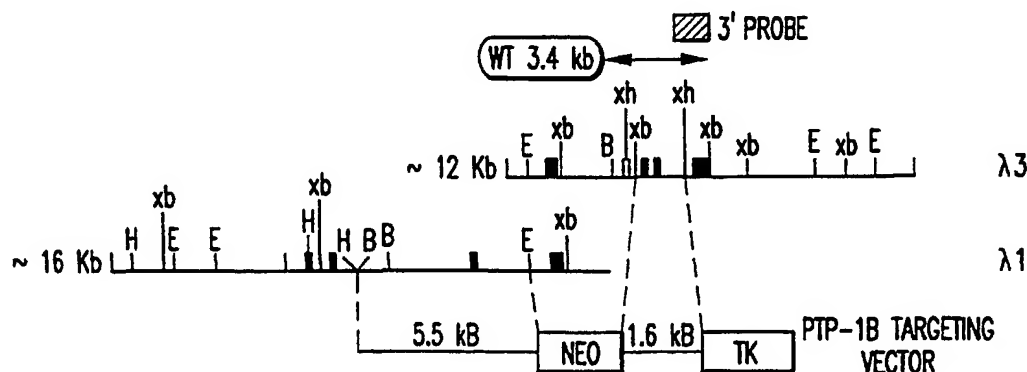 3' PROBE
WT 3.4 kb
xh xh
xb xb xb
E B xb E xb E
~ 12 Kb λ3
xb H xb xb
H E E H B B E
~ 16 Kb λ1
5.5 kB NEO 1.6 kB TK PTP-1B TARGETING
VECTOR